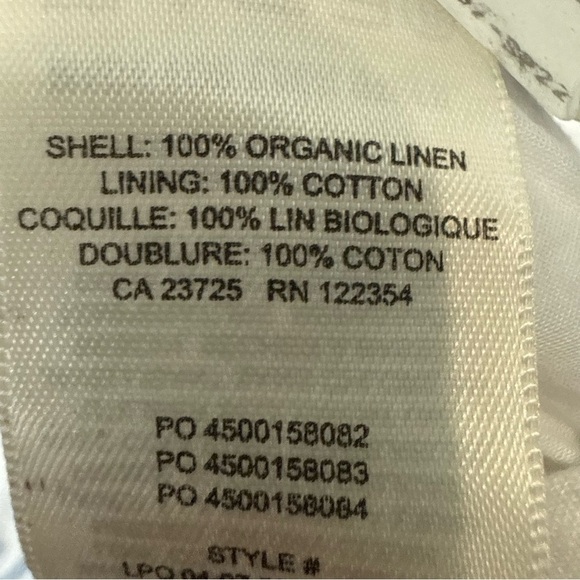 SHELL: 100% ORGANIC LINEN
LINING: 100% COTTON
COQUILLE: 100% LIN BIOLOGIQUE
DOUBLURE: 100% COTON
CA 23725 RN 122354
PO 4500158082
PO 4500158083
PO 4500158084
STYLE #